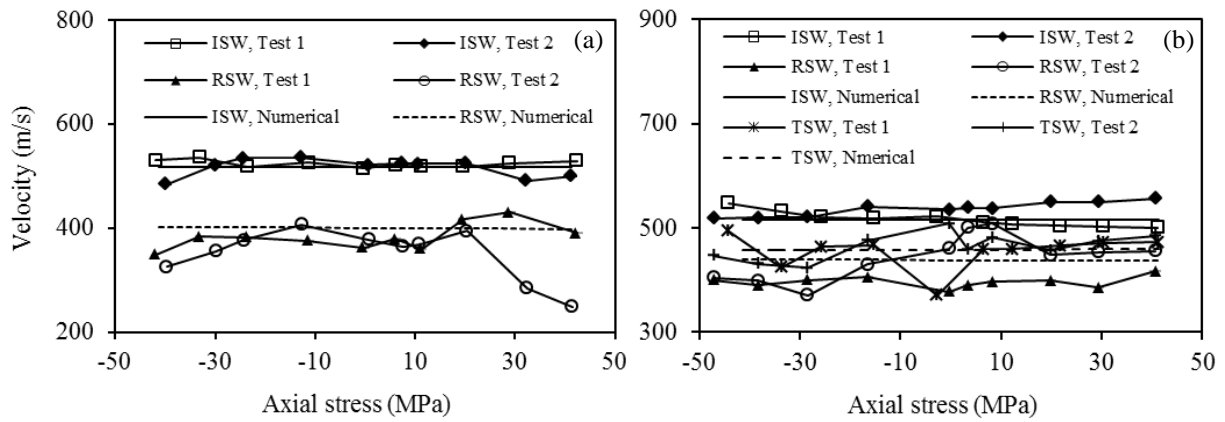 800
600
400
200
Velocity (m/s)
ISW, Test 1
ISW, Test 2
(a)
RSW, Test 1
RSW, Test 2
ISW, Numerical
RSW, Numerical
-50
-30
-10
10
30
50
Axial stress (MPa)
900
700
500
300
ISW, Test 1
ISW, Test 2
(b)
RSW, Test 1
RSW, Test 2
ISW, Numerical
RSW, Numerical
TSW, Test 1
TSW, Test 2
TSW, Nmerical
-50
-30
-10
10
30
50
Axial stress (MPa)